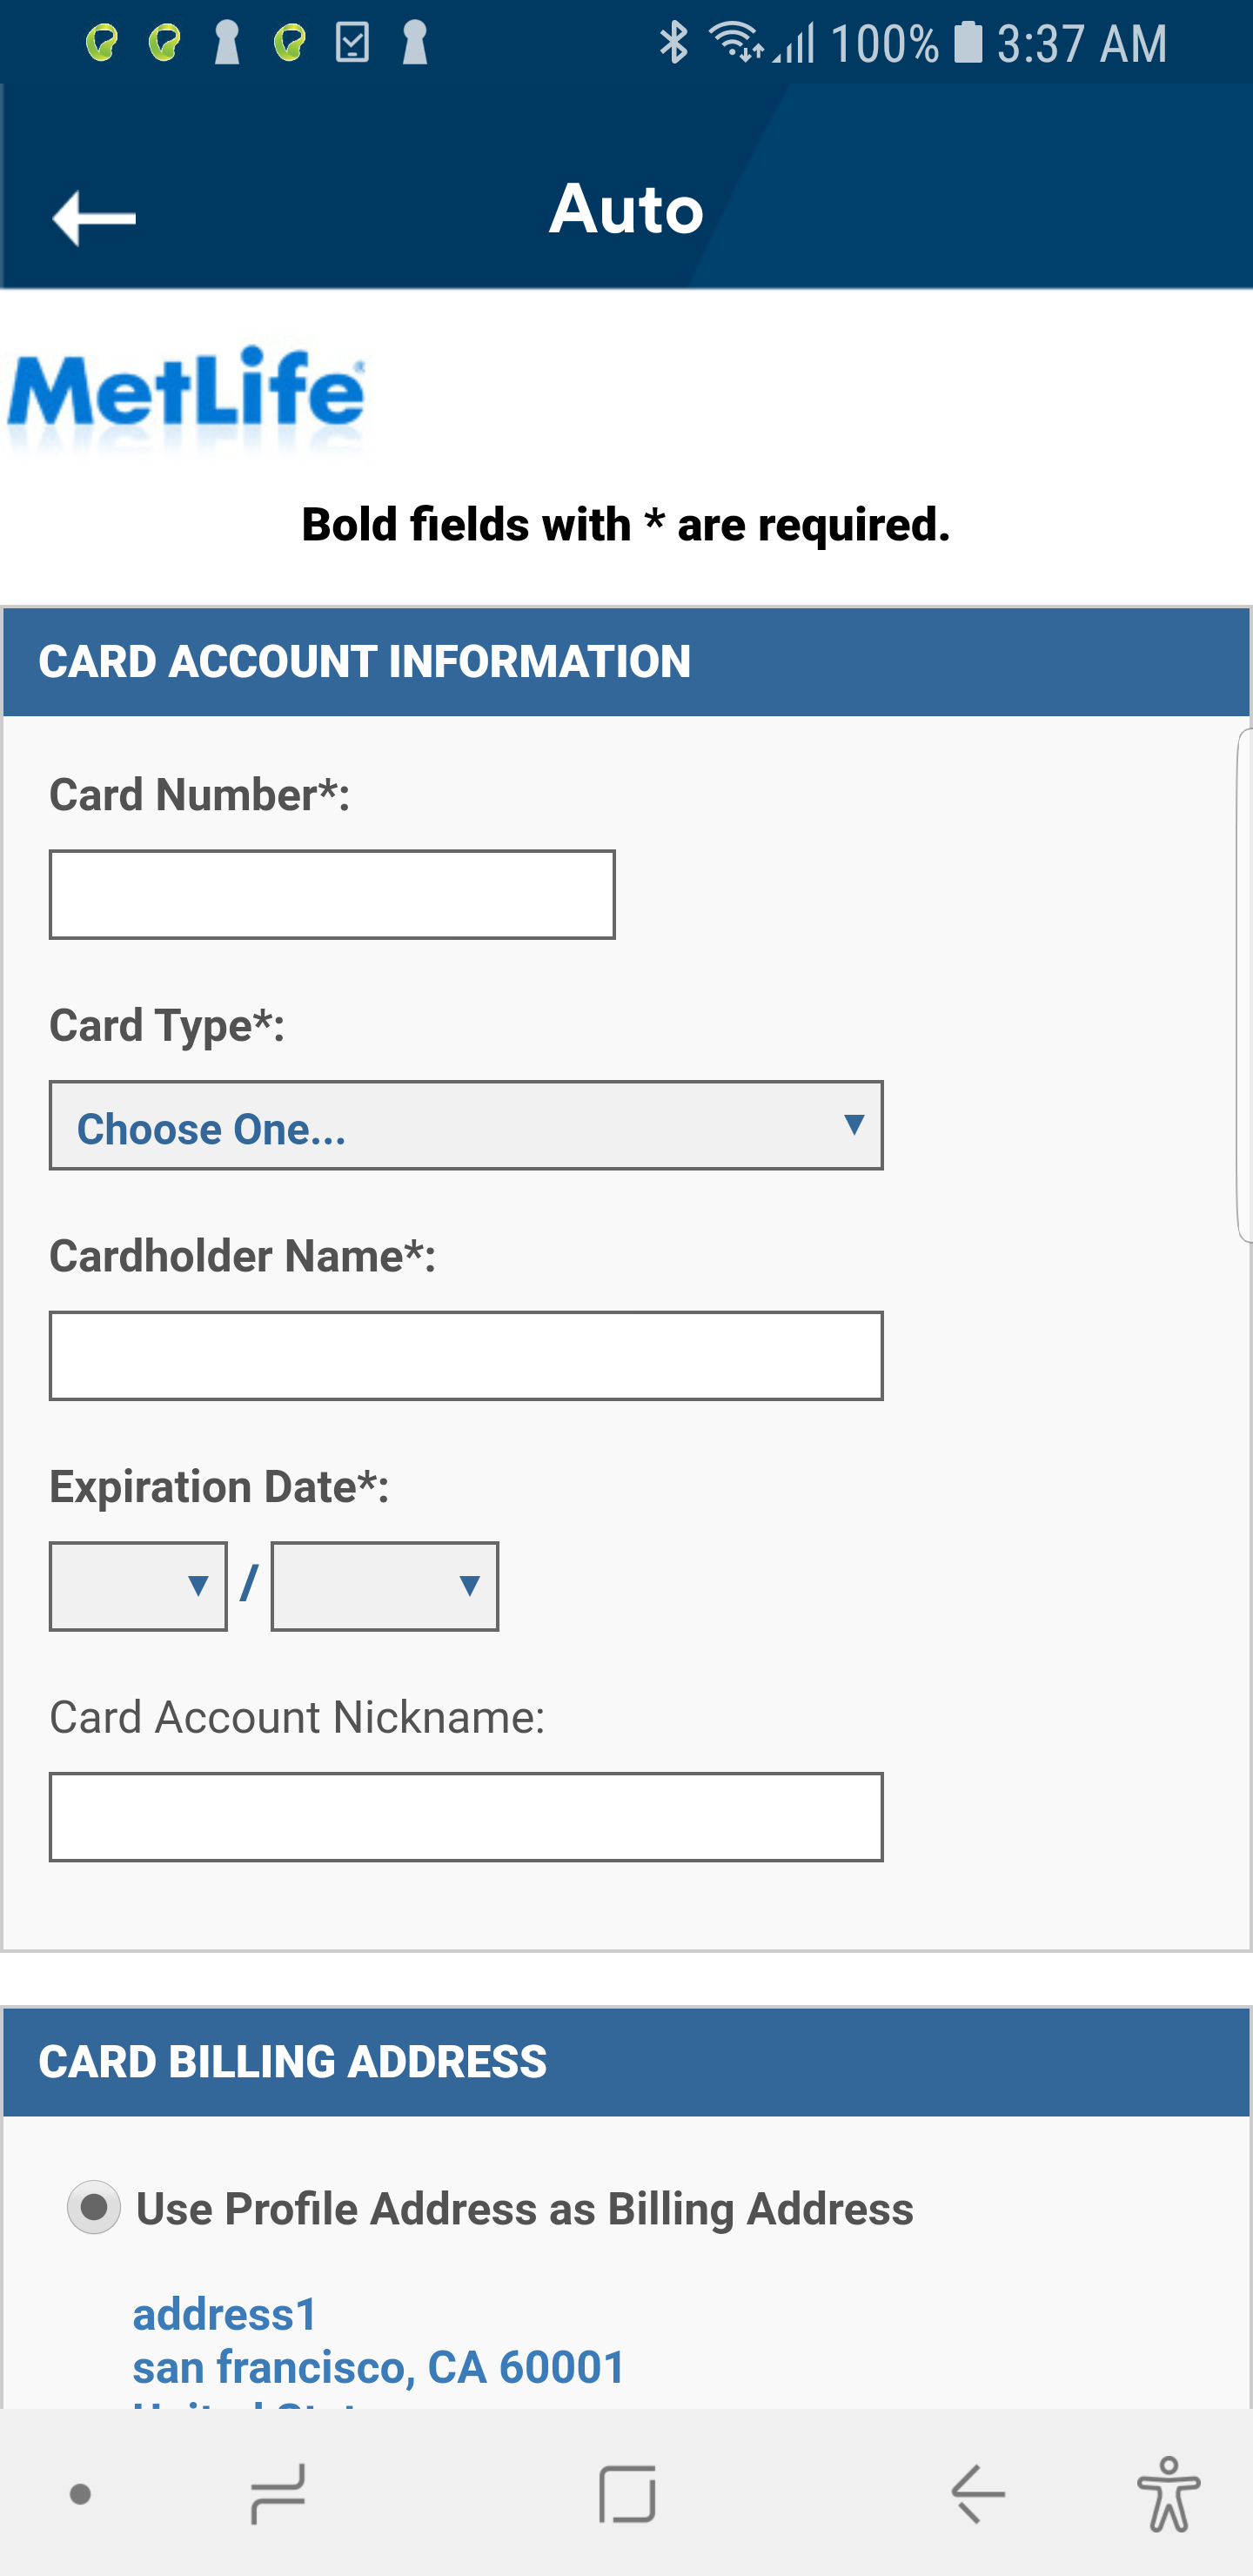 100% 3:37 AM
Auto
MetLife®
Bold fields with * are required.
CARD ACCOUNT INFORMATION
Card Number*:
Card Type*:
Choose One...
Cardholder Name*:
Expiration Date*:
/
Card Account Nickname:
CARD BILLING ADDRESS
Use Profile Address as Billing Address
address1
san francisco, CA 60001